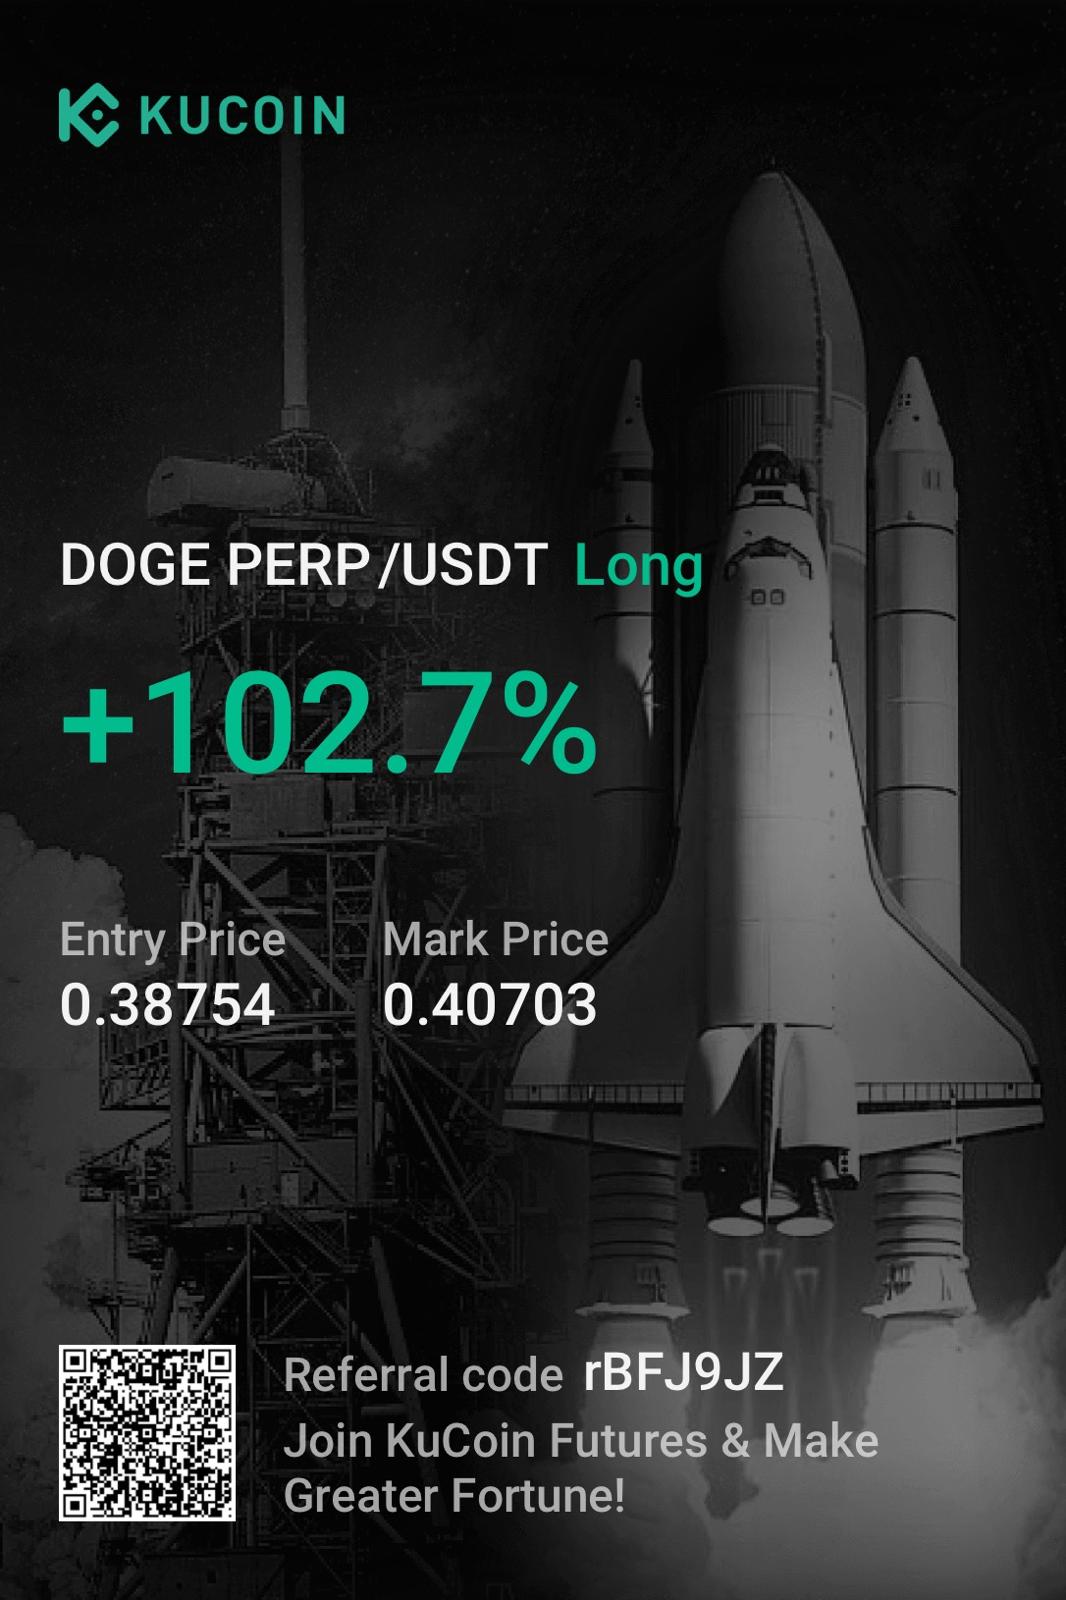 KUCOIN
DOGE PERP/USDT Long
+102.7%
Entry Price Mark Price
0.38754 0.40703
Referral code rBFJ9JZ
Join KuCoin Futures & Make
Greater Fortune!